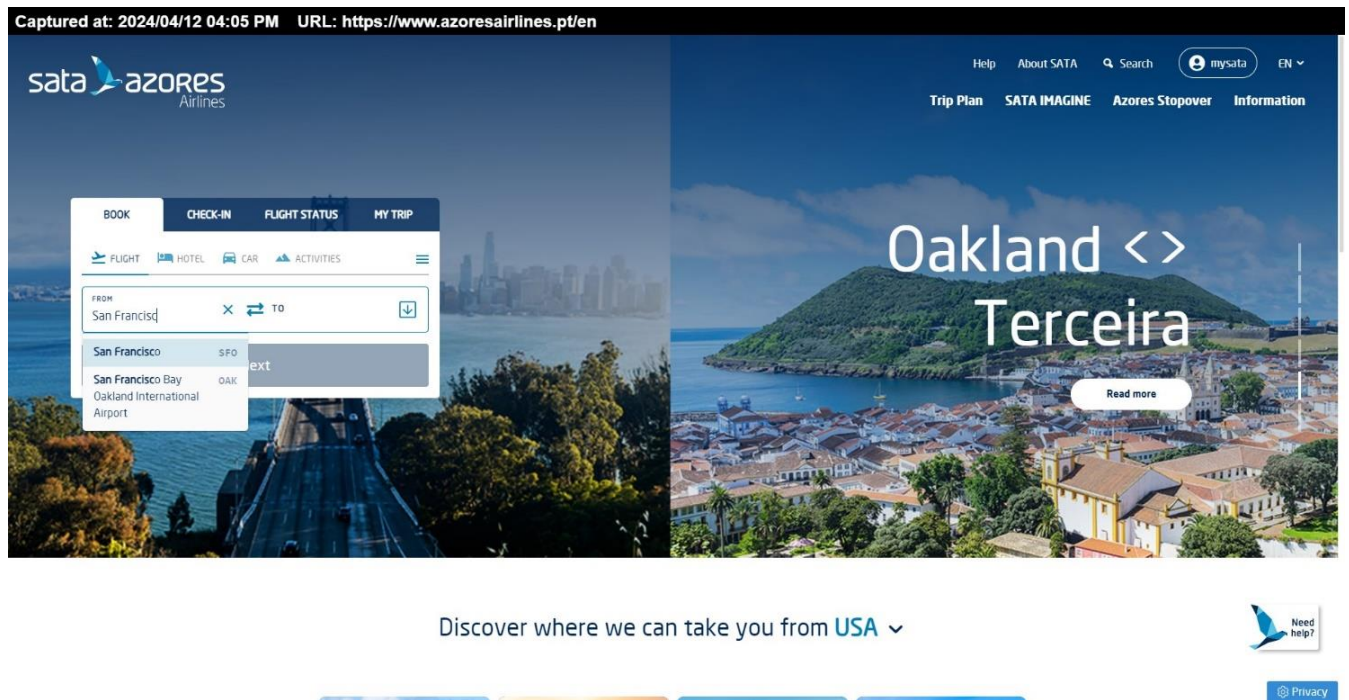 Captured at: 2024/04/12 04:05 PM URL: https://www.azoresairlines.pt/en
sata azores
Airlines
Help About SATA Search mysata EN
Trip Plan SATA IMAGINE Azores Stopover Information
BOOK CHECK-IN FLIGHT STATUS MY TRIP
FLIGHT HOTEL CAR ACTIVITIES
FROM
San Francisc
TO
San Francisco SFO
San Francisco Bay OAK
Oakland International
Airport
ext
Oakland <>
Terceira
Read more
Discover where we can take you from USA
Need
help?
Privacy